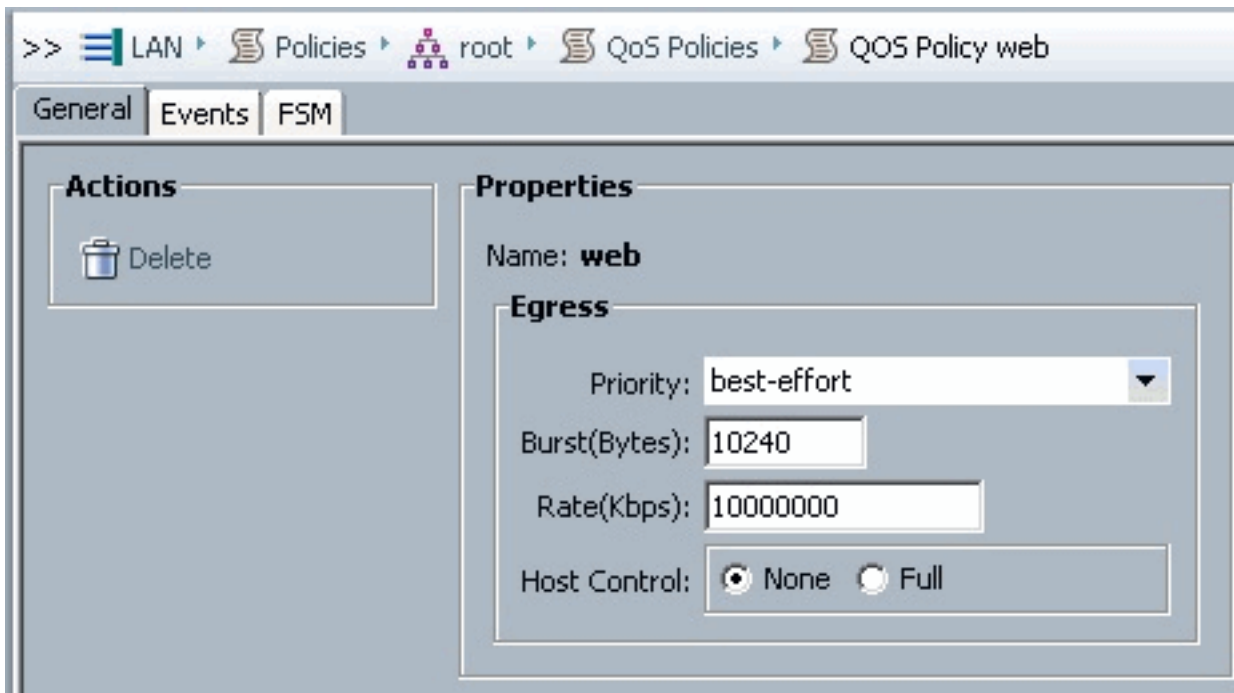 >> LAN Policies root QoS Policies QOS Policy web
General Events FSM
Actions
Delete
Properties
Name: web
Egress
Priority: best-effort
Burst(Bytes): 10240
Rate(Kbps): 10000000
Host Control: None Full